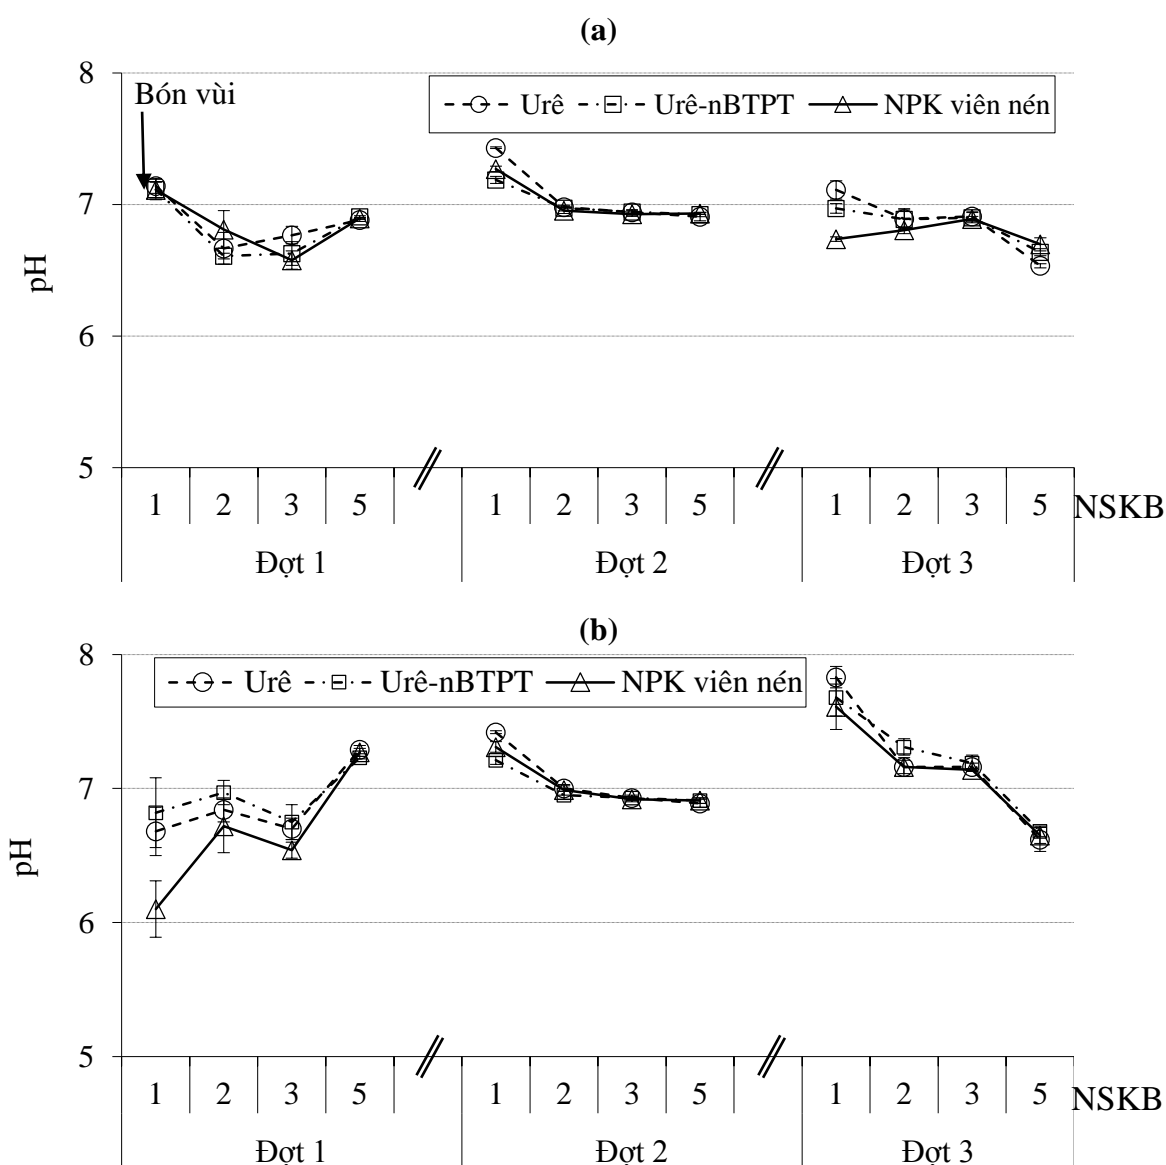 (a)
8
Bón vùi
Urê Urê-nBTPT NPK viên nén
7
pH
6
5
1 2 3 5 1 2 3 5 1 2 3 5 NSKB
Đợt 1 Đợt 2 Đợt 3
(b)
8
Urê Urê-nBTPT NPK viên nén
7
pH
6
5
1 2 3 5 1 2 3 5 1 2 3 5 NSKB
Đợt 1 Đợt 2 Đợt 3